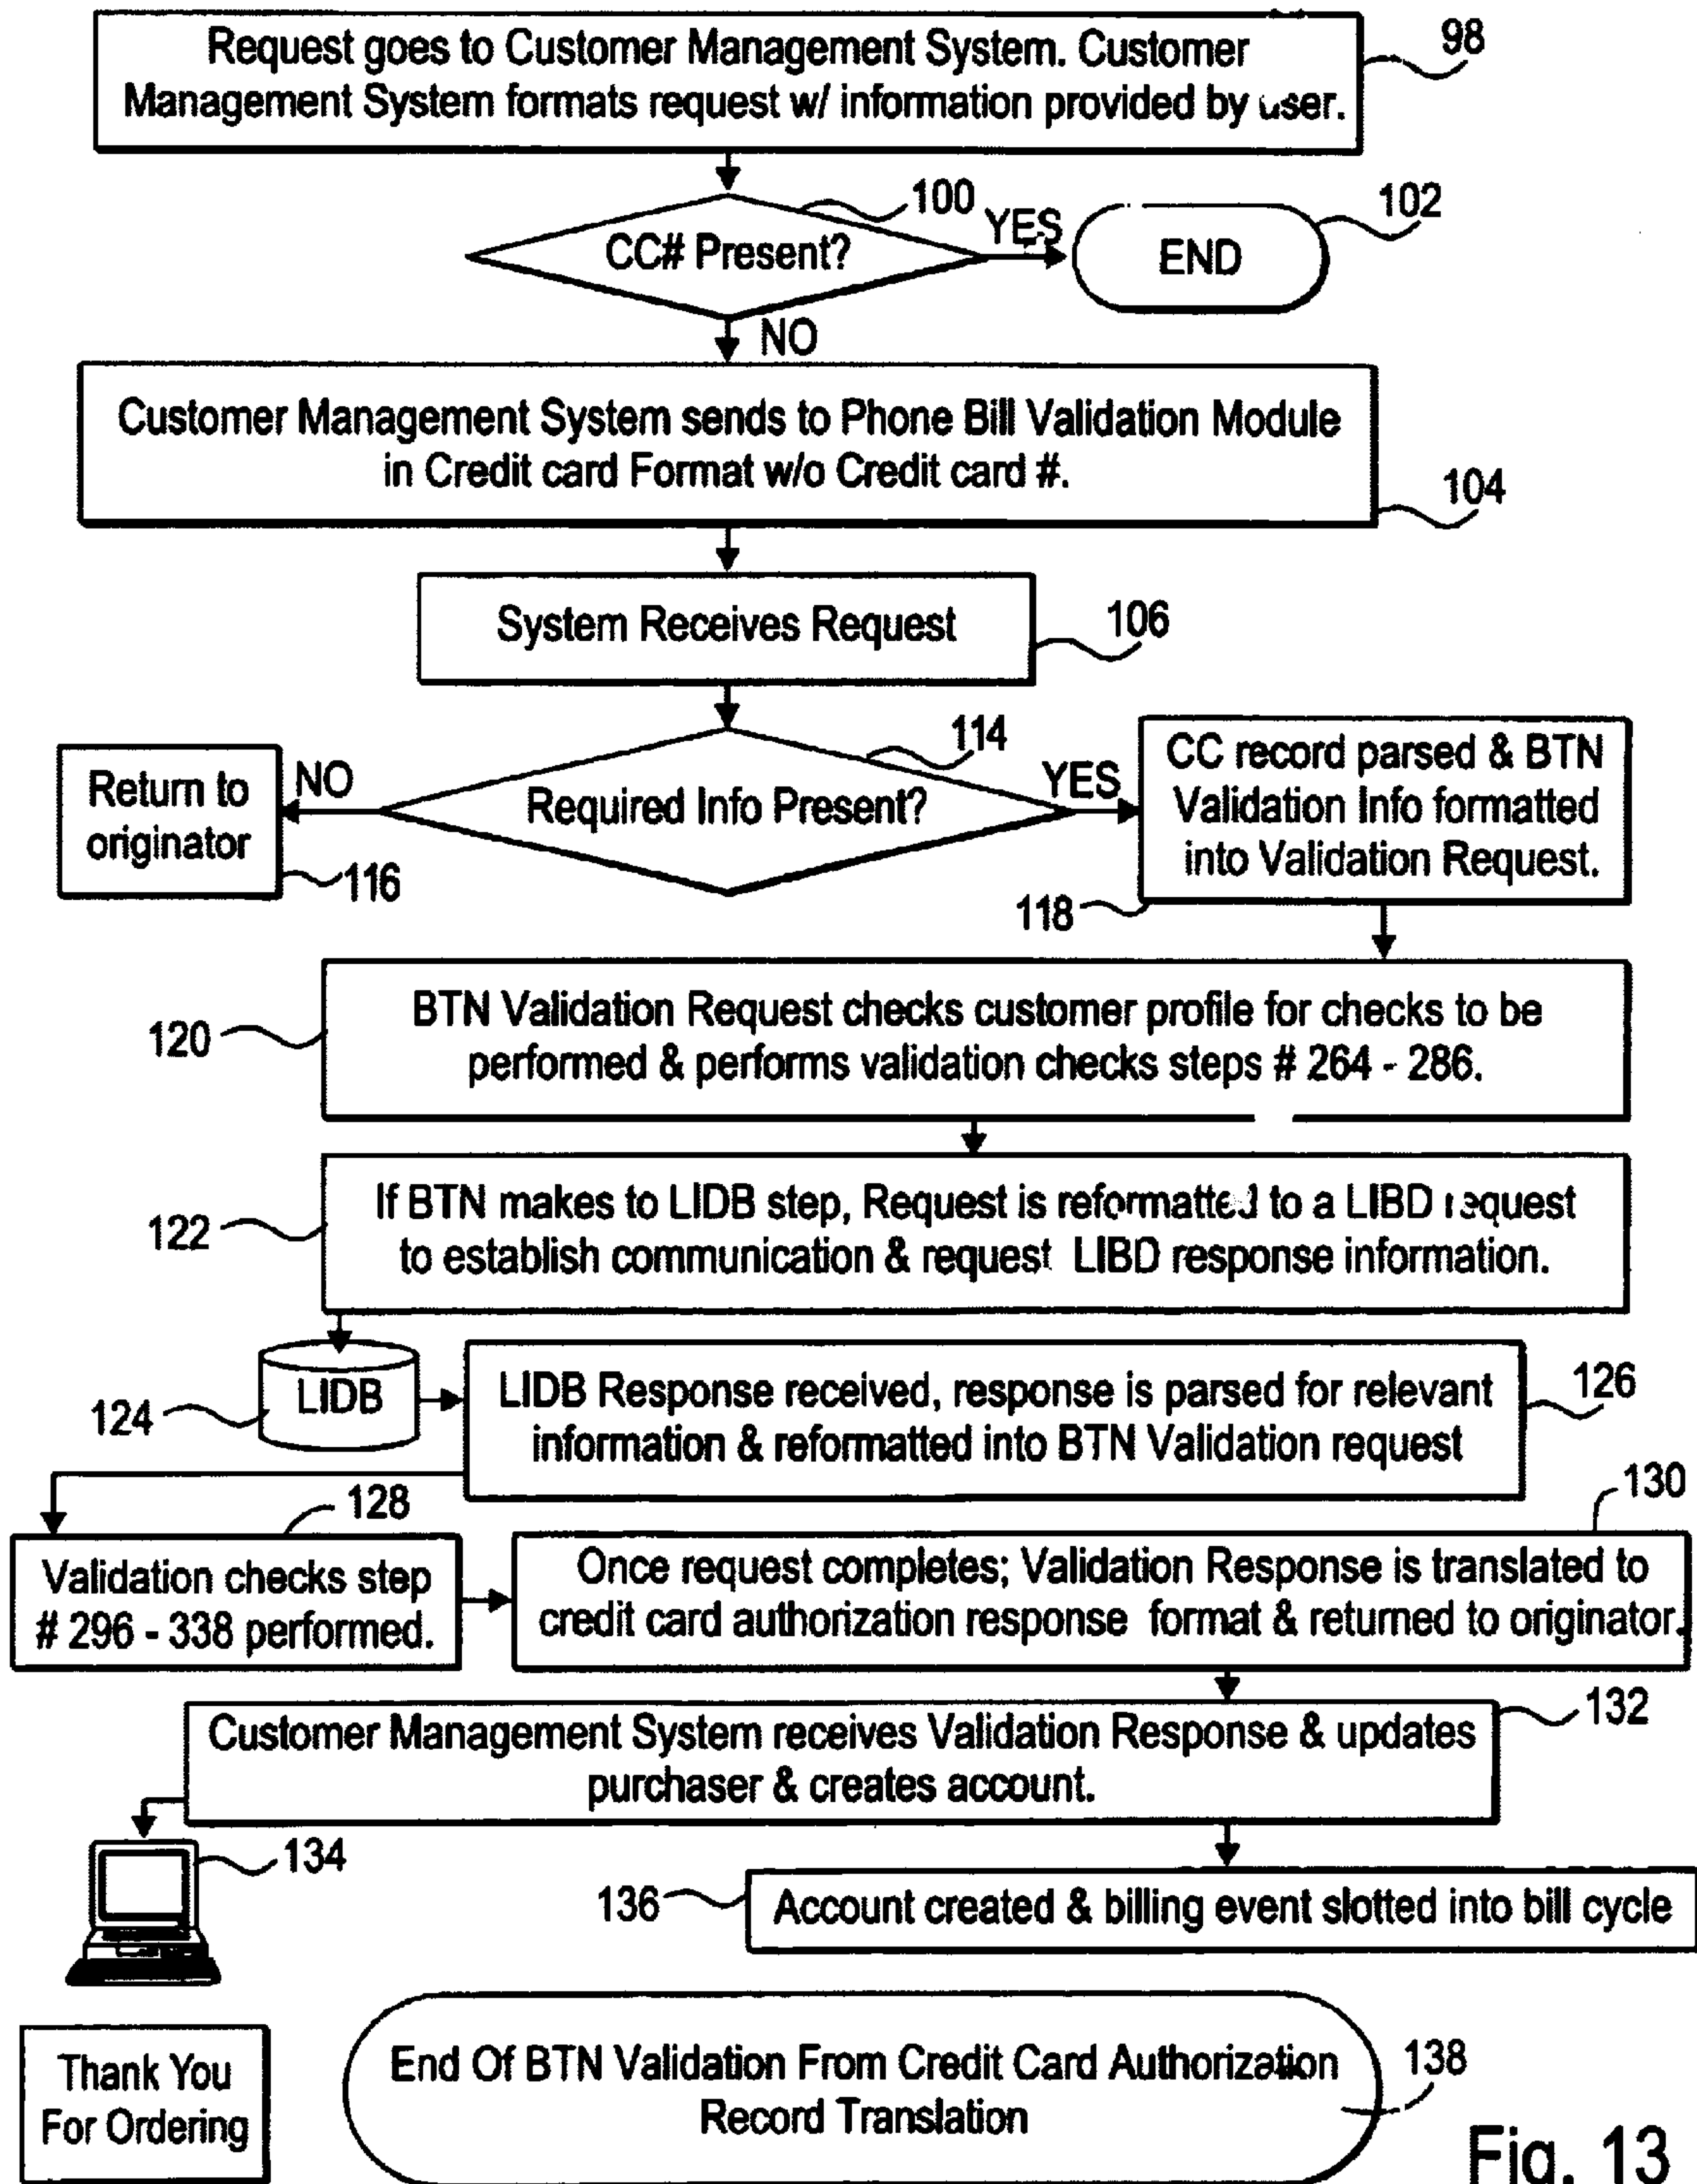 Request goes to Customer Management System. Customer
Management System formats request w/ information provided by user.
98
100
CC# Present?
YES
END
102
NO
Customer Management System sends to Phone Bill Validation Module
in Credit card Format w/o Credit card #.
104
System Receives Request
106
114
Return to
originator
116
NO
Required Info Present?
YES
CC record parsed & BTN
Validation Info formatted
into Validation Request.
118
120
BTN Validation Request checks customer profile for checks to be
performed & performs validation checks steps # 264 - 286.
122
If BTN makes to LIDB step, Request is reformatted to a LIBD request
to establish communication & request LIBD response information.
124
LIDB
LIDB Response received, response is parsed for relevant
information & reformatted into BTN Validation request
126
128
Validation checks step
# 296 - 338 performed.
130
Once request completes; Validation Response is translated to
credit card authorization response format & returned to originator.
Customer Management System receives Validation Response & updates
purchaser & creates account.
132
134
136
Account created & billing event slotted into bill cycle
Thank You
For Ordering
End Of BTN Validation From Credit Card Authorization
Record Translation
138
Fig. 13